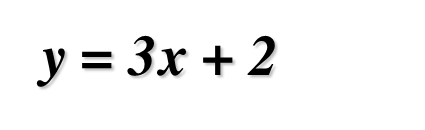 y = 3x + 2